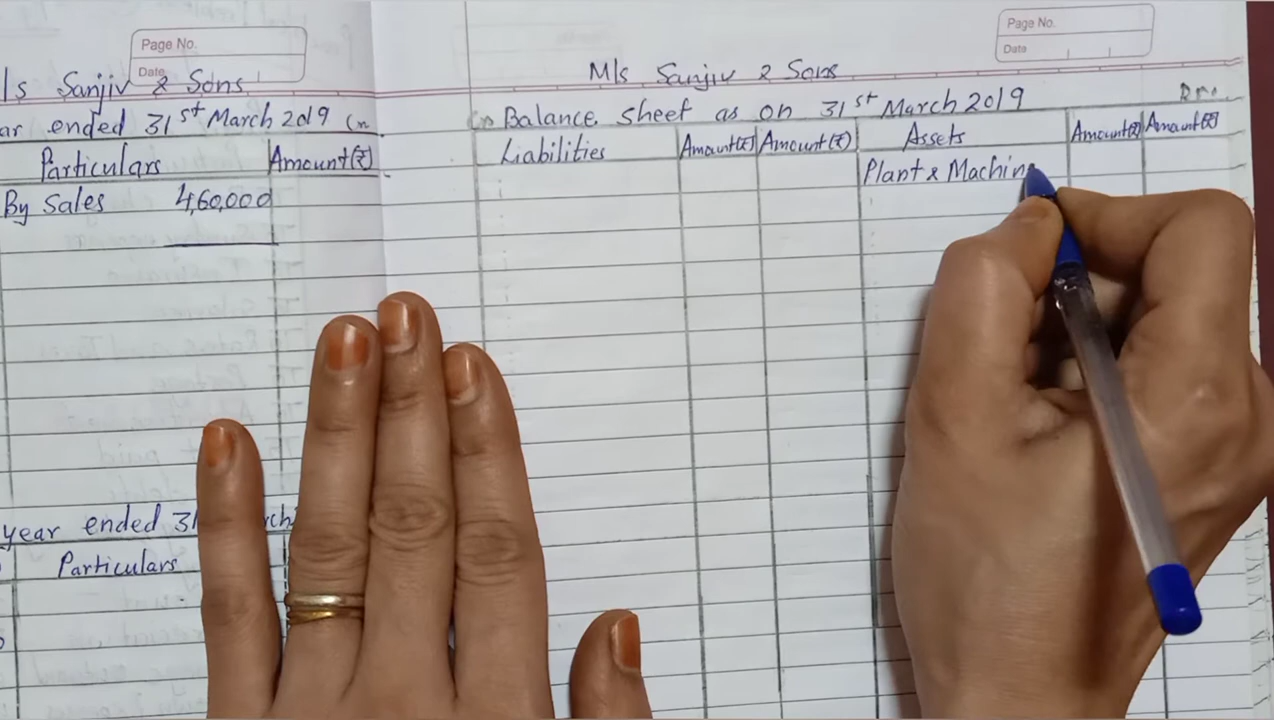 Page No.
Date
Is Sanjiv & Sons
ar ended 31st March 2019 (n
Particulars Amount(₹)
By Sales 4,60,000
year ended 31 rch
Particulars
Page No.
Date
M/s Sanjiv & Sons
Balance sheet as on 31st March 2019
Liabilities Amount(₹) Amount(₹) Assets Amount(₹) Amount(₹)
Plant & Machin